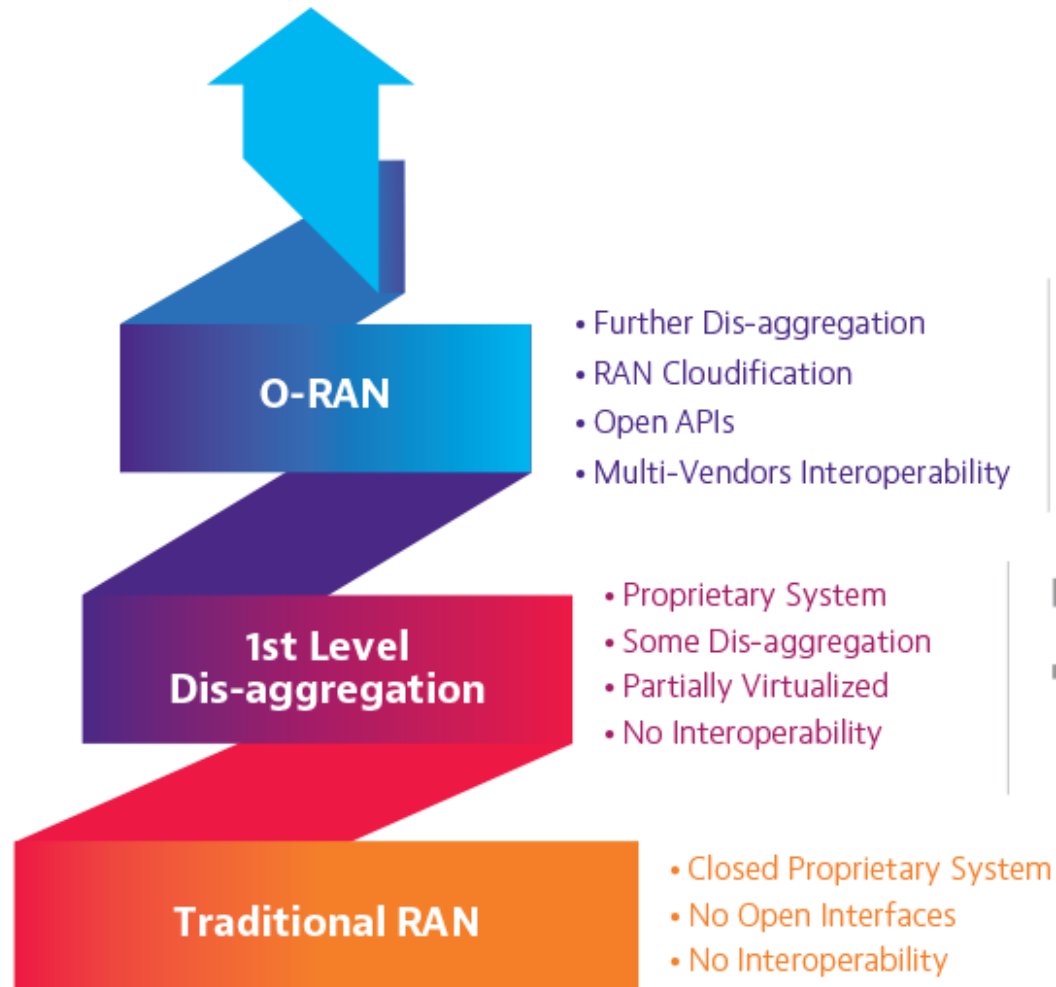 O-RAN
• Further Dis-aggregation
• RAN Cloudification
• Open APIs
• Multi-Vendors Interoperability
1st Level
Dis-aggregation
• Proprietary System
• Some Dis-aggregation
• Partially Virtualized
• No Interoperability
Traditional RAN
• Closed Proprietary System
• No Open Interfaces
• No Interoperability